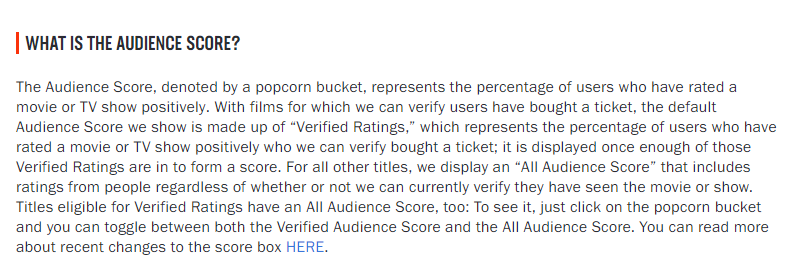 WHAT IS THE AUDIENCE SCORE?
The Audience Score, denoted by a popcorn bucket, represents the percentage of users who have rated a
movie or TV show positively. With films for which we can verify users have bought a ticket, the default
Audience Score we show is made up of “Verified Ratings,” which represents the percentage of users who have
rated a movie or TV show positively who we can verify bought a ticket; it is displayed once enough of those
Verified Ratings are in to form a score. For all other titles, we display an “All Audience Score” that includes
ratings from people regardless of whether or not we can currently verify they have seen the movie or show.
Titles eligible for Verified Ratings have an All Audience Score, too: To see it, just click on the popcorn bucket
and you can toggle between both the Verified Audience Score and the All Audience Score. You can read more
about recent changes to the score box HERE.